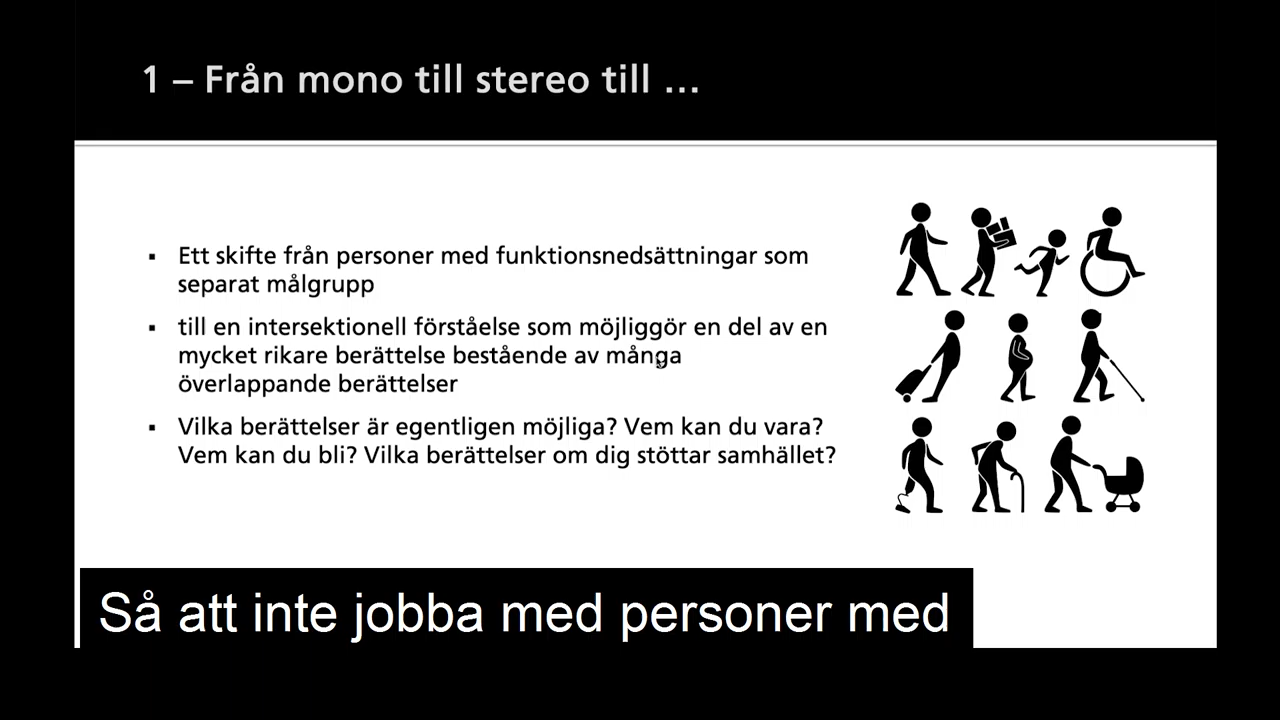 1 – Från mono till stereo till ...
▪ Ett skifte från personer med funktionsnedsättningar som
separat målgrupp
▪ till en intersektionell förståelse som möjliggör en del av en
mycket rikare berättelse bestående av många
överlappande berättelser
▪ Vilka berättelser är egentligen möjliga? Vem kan du vara?
Vem kan du bli? Vilka berättelser om dig stöttar samhället?
Så att inte jobba med personer med